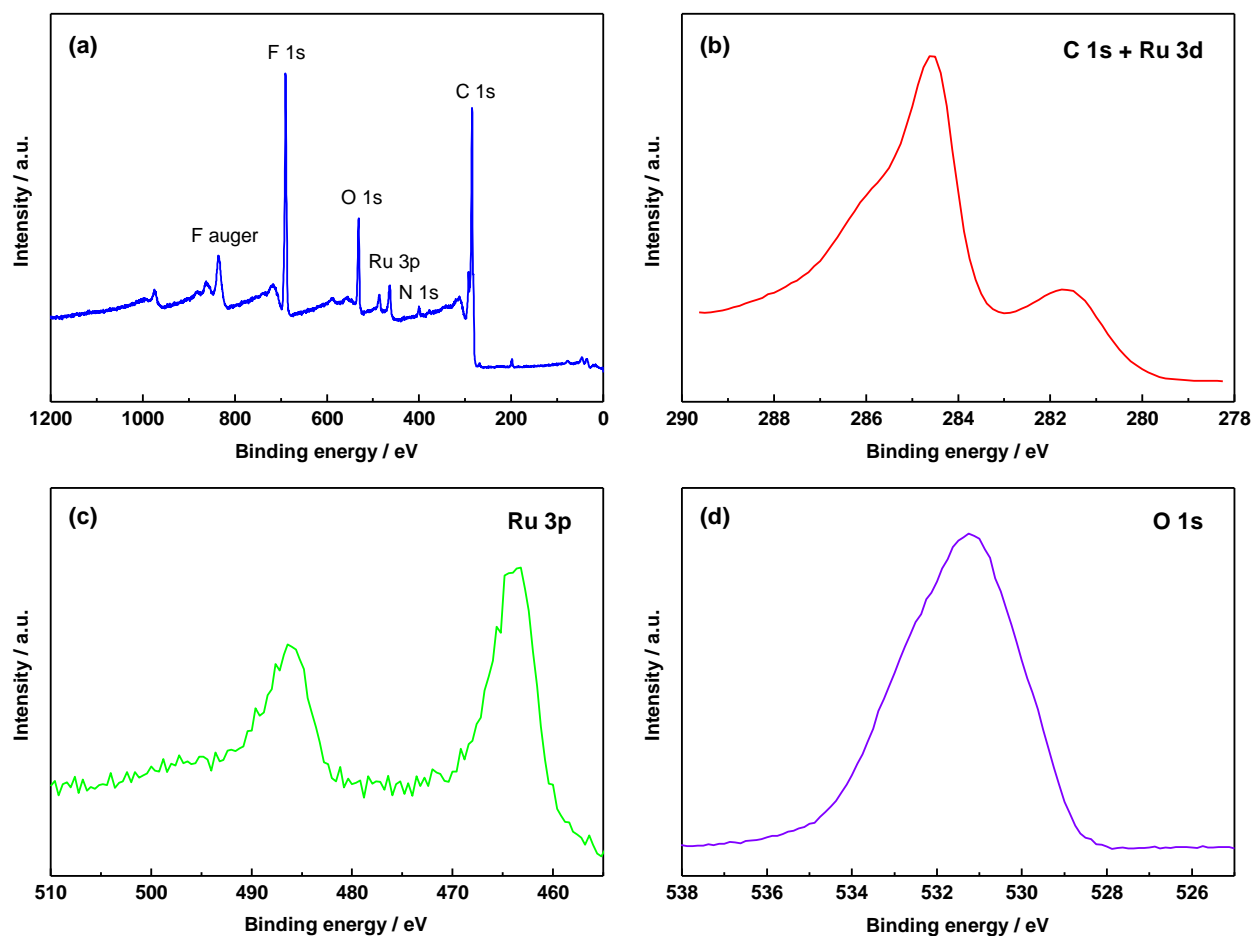 (a)
F 1s
C 1s
O 1s
F auger
Ru 3p
N 1s
Intensity / a.u.
1200 1000 800 600 400 200 0
Binding energy / eV
(b)
C 1s + Ru 3d
Intensity / a.u.
290 288 286 284 282 280 278
Binding energy / eV
(c)
Ru 3p
Intensity / a.u.
510 500 490 480 470 460
Binding energy / eV
(d)
O 1s
Intensity / a.u.
538 536 534 532 530 528 526
Binding energy / eV